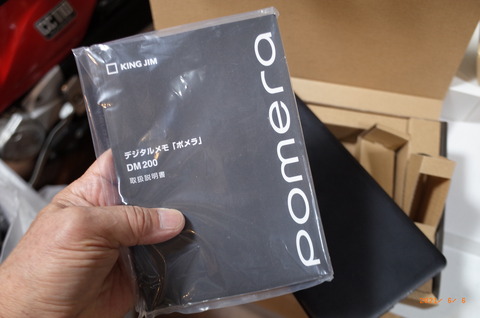 KING JIM
デジタルメモ「ポメラ」
DM200
取扱説明書
pomera